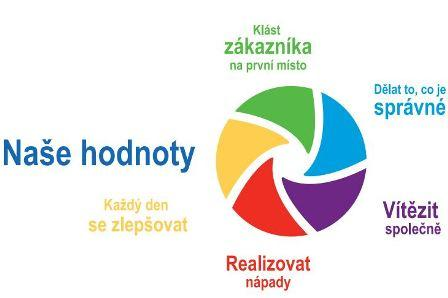 Klást
zákazníka
na první místo
Dělat to, co je
správné
Naše hodnoty
Každý den
se zlepšovat
Vítězit
společně
Realizovat
nápady